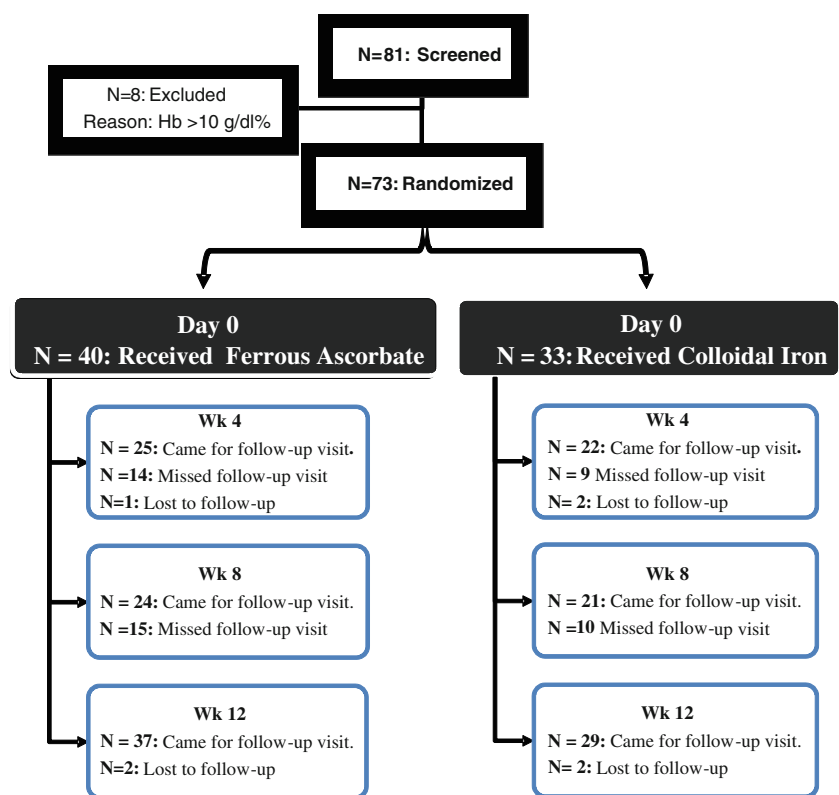 N=81: Screened
N=8: Excluded
Reason: Hb >10 g/dl%
N=73: Randomized
Day 0
N = 40: Received Ferrous Ascorbate
Wk 4
N = 25: Came for follow-up visit.
N =14: Missed follow-up visit
N=1: Lost to follow-up
Wk 8
N = 24: Came for follow-up visit.
N =15: Missed follow-up visit
Wk 12
N = 37: Came for follow-up visit.
N=2: Lost to follow-up
Day 0
N = 33: Received Colloidal Iron
Wk 4
N = 22: Came for follow-up visit.
N = 9 Missed follow-up visit
N= 2: Lost to follow-up
Wk 8
N = 21: Came for follow-up visit.
N =10 Missed follow-up visit
Wk 12
N = 29: Came for follow-up visit.
N= 2: Lost to follow-up